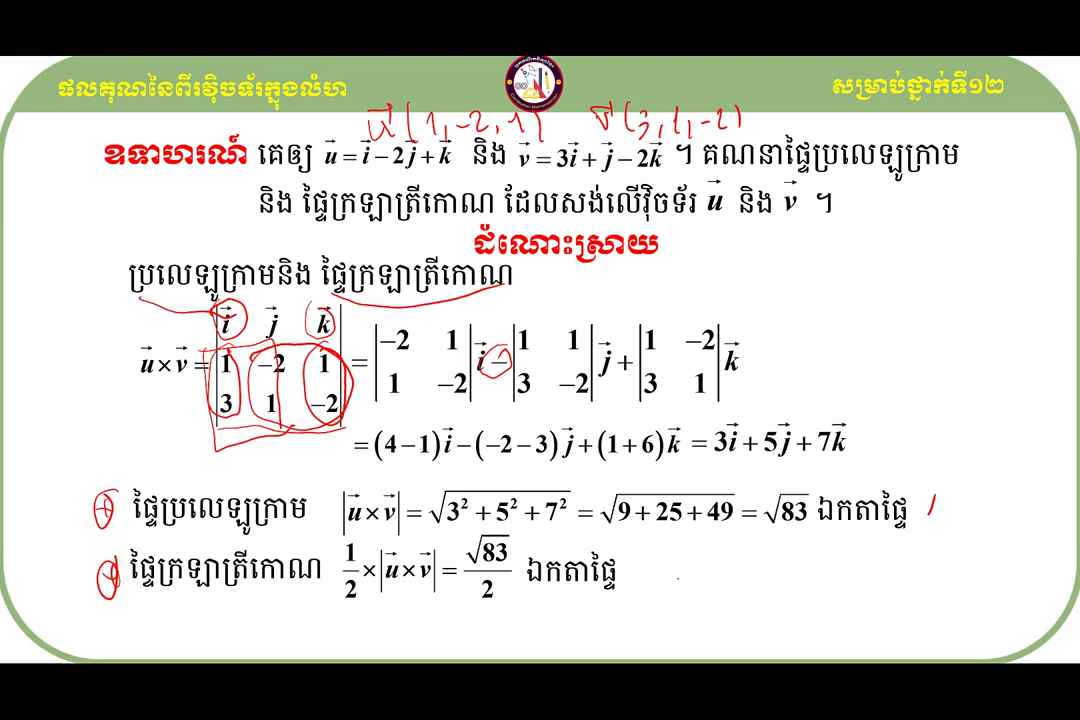 ផលគុណនៃពីរវ៉ិចទ័រក្នុងលំហ
សម្រាប់ថ្នាក់ទី១២
u⃗(1,-2,1) v⃗(3,1,-2)
ឧទាហរណ៍ គេឲ្យ u⃗ = i⃗ − 2j⃗ + k⃗ និង v⃗ = 3i⃗ + j⃗ − 2k⃗ ។ គណនាផ្ទៃប្រលេឡូក្រាម
និង ផ្ទៃក្រឡាត្រីកោណ ដែលសង់លើវ៉ិចទ័រ u⃗ និង v⃗ ។
ដំណោះស្រាយ
ប្រលេឡូក្រាមនិង ផ្ទៃក្រឡាត្រីកោណ
u⃗ × v⃗ = |i⃗ j⃗ k⃗; 1 −2 1; 3 1 −2| = |−2 1; 1 −2| i⃗ − |1 1; 3 −2| j⃗ + |1 −2; 3 1| k⃗
= (4 − 1)i⃗ − (−2 − 3)j⃗ + (1 + 6)k⃗ = 3i⃗ + 5j⃗ + 7k⃗
ផ្ទៃប្រលេឡូក្រាម |u⃗ × v⃗| = √(3² + 5² + 7²) = √(9 + 25 + 49) = √83 ឯកតាផ្ទៃ
ផ្ទៃក្រឡាត្រីកោណ 1/2 × |u⃗ × v⃗| = √83/2 ឯកតាផ្ទៃ